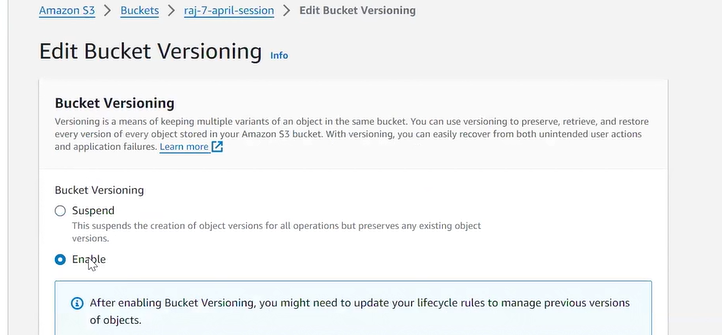 Amazon S3 > Buckets > raj-7-april-session > Edit Bucket Versioning
Edit Bucket Versioning Info
Bucket Versioning
Versioning is a means of keeping multiple variants of an object in the same bucket. You can use versioning to preserve, retrieve, and restore
every version of every object stored in your Amazon S3 bucket. With versioning, you can easily recover from both unintended user actions
and application failures. Learn more
Bucket Versioning
Suspend
This suspends the creation of object versions for all operations but preserves any existing object
versions.
Enable
After enabling Bucket Versioning, you might need to update your lifecycle rules to manage previous versions
of objects.